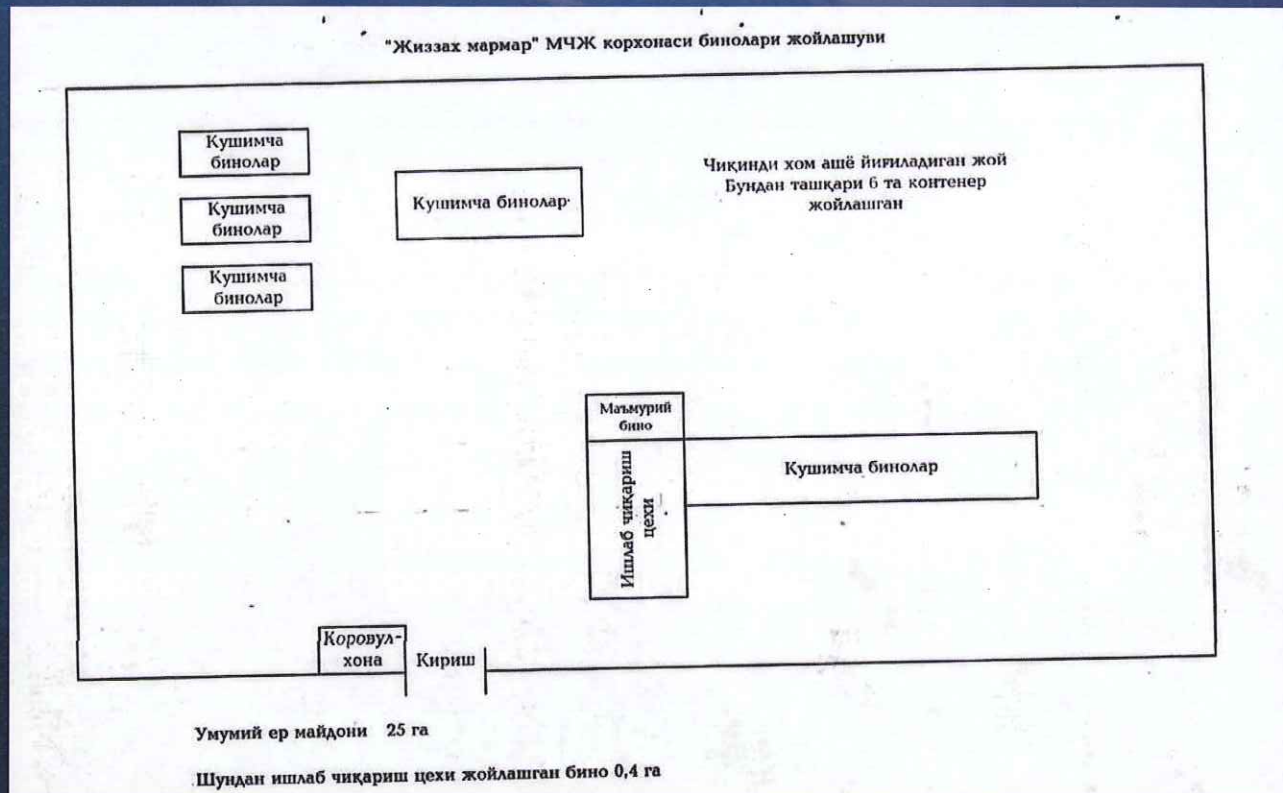 "Жиззах мармар" МЧЖ корхонаси бинолари жойлашуви
Кушимча
бинолар
Кушимча
бинолар
Кушимча
бинолар
Кушимча бинолар
Чиқинди хом ашё йиғиладиган жой
Бундан ташқари 6 та контенер
жойлашган
Маъмурий
бино
Ишлаб чиқариш
цехи
Кушимча бинолар
Коровул-
хона
Кириш
Умумий ер майдони 25 га
Шундан ишлаб чиқариш цехи жойлашган бино 0,4 га